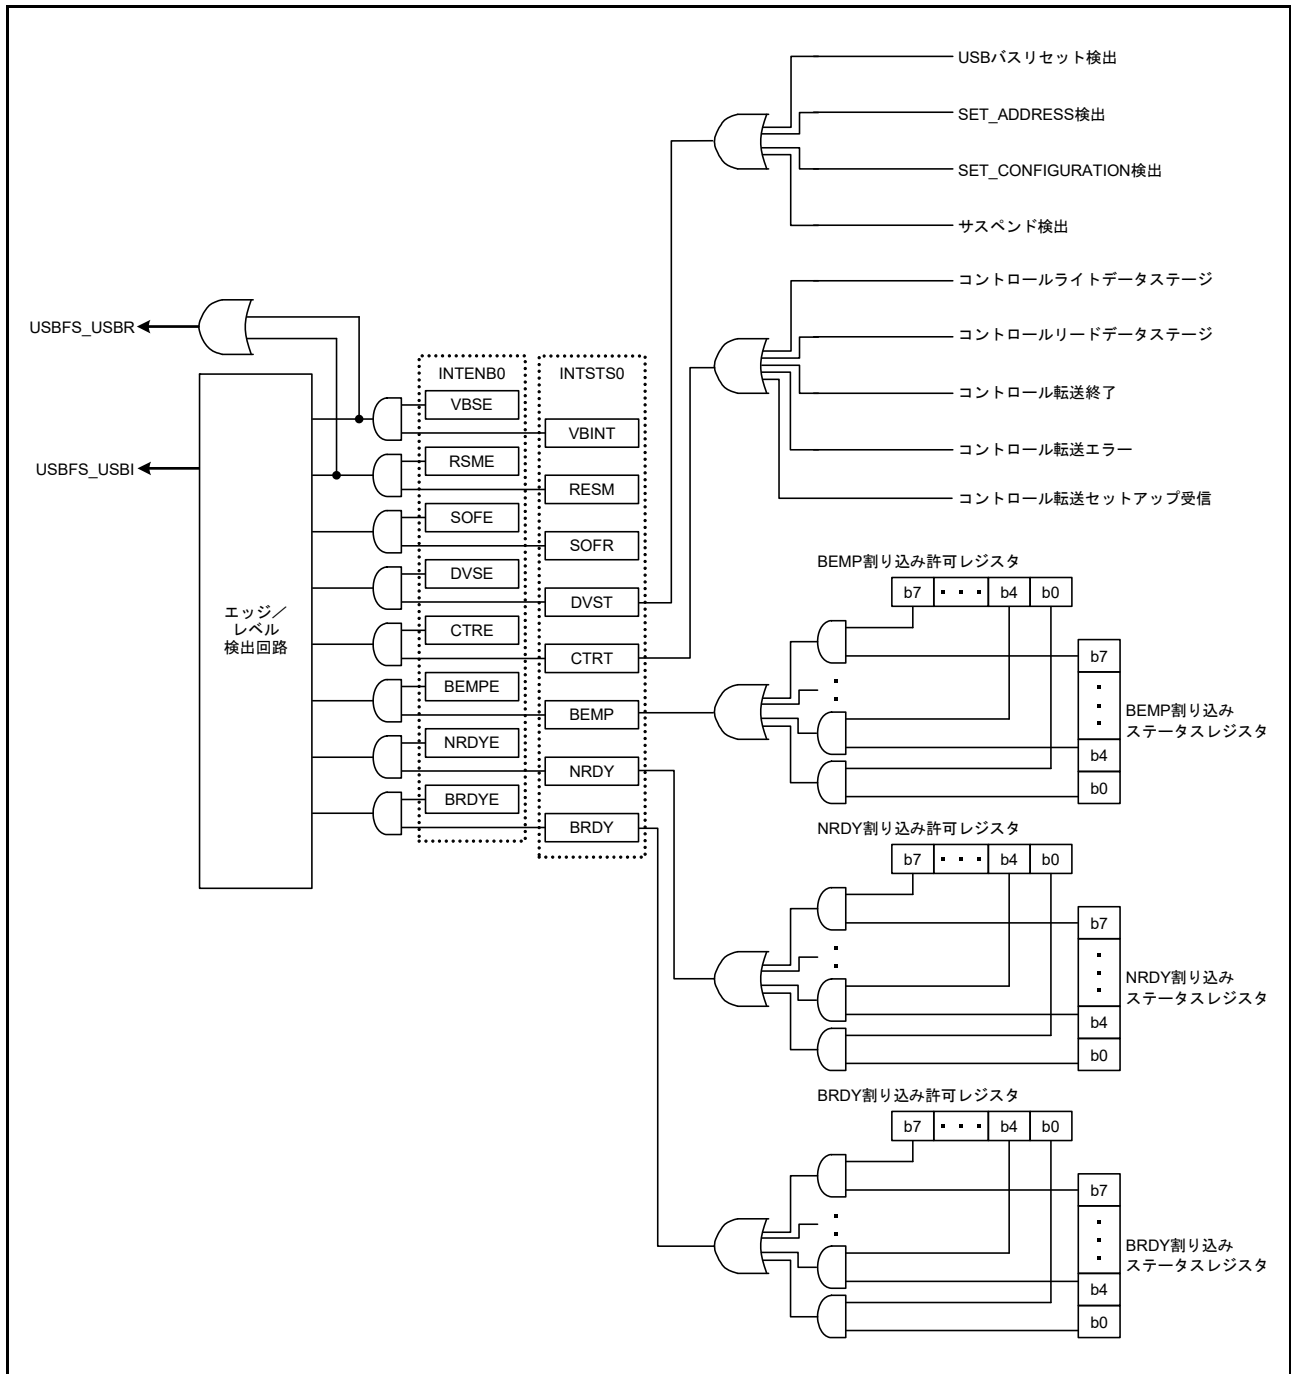 USBバスリセット検出
SET_ADDRESS検出
SET_CONFIGURATION検出
サスペンド検出
コントロールライトデータステージ
コントロールリードデータステージ
コントロール転送終了
コントロール転送エラー
コントロール転送セットアップ受信
USBFS_USBR
USBFS_USBI
エッジ／
レベル
検出回路
INTENB0
VBSE
RSME
SOFE
DVSE
CTRE
BEMPE
NRDYE
BRDYE
INTSTS0
VBINT
RESM
SOFR
DVST
CTRT
BEMP
NRDY
BRDY
BEMP割り込み許可レジスタ
b7 ・・・ b4 b0
b7
・
・
・
b4
b0
BEMP割り込み
ステータスレジスタ
NRDY割り込み許可レジスタ
b7 ・・・ b4 b0
b7
・
・
・
b4
b0
NRDY割り込み
ステータスレジスタ
BRDY割り込み許可レジスタ
b7 ・・・ b4 b0
b7
・
・
・
b4
b0
BRDY割り込み
ステータスレジスタ